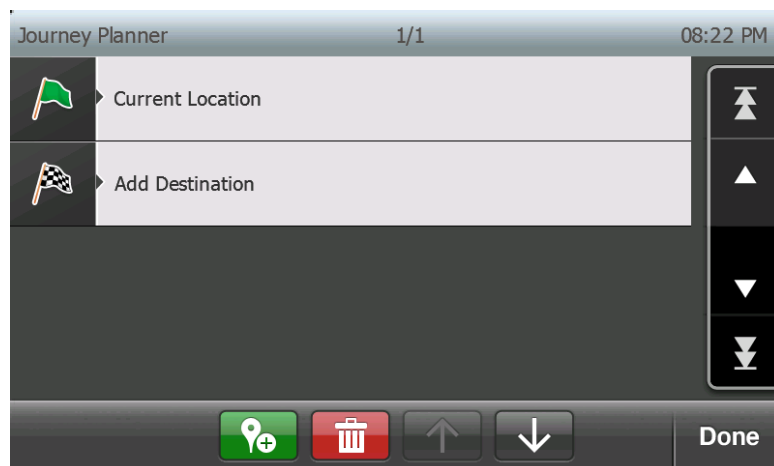 Journey Planner 1/1 08:22 PM
Current Location
Add Destination
Done